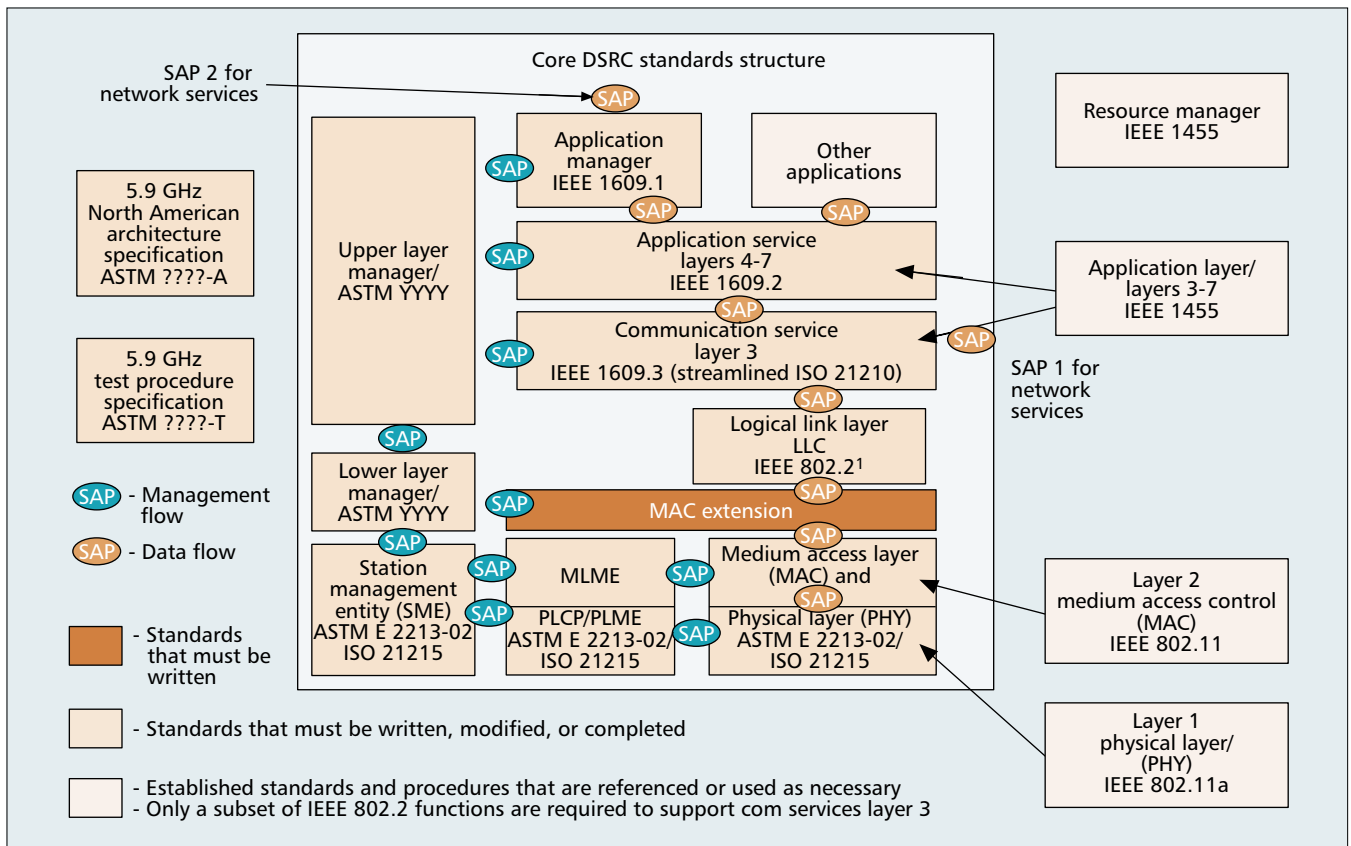 Core DSRC standards structure
SAP 2 for
network services
SAP
Resource manager
IEEE 1455
Application
manager
IEEE 1609.1
SAP
Other
applications
5.9 GHz
North American
architecture
specification
ASTM ????-A
Upper layer
manager/
ASTM YYYY
SAP
SAP
SAP
Application service
layers 4-7
IEEE 1609.2
Application layer/
layers 3-7
IEEE 1455
SAP
Communication service
layer 3
IEEE 1609.3 (streamlined ISO 21210)
SAP
SAP
SAP 1 for
network
services
5.9 GHz
test procedure
specification
ASTM ????-T
SAP
Logical link layer
LLC
IEEE 802.2¹
SAP
Lower layer
manager/
ASTM YYYY
SAP
SAP
MAC extension
SAP - Management
flow
SAP - Data flow
SAP
SAP
Station
management
entity (SME)
ASTM E 2213-02
ISO 21215
SAP
SAP
MLME
PLCP/PLME
ASTM E 2213-02/
ISO 21215
SAP
SAP
Medium access layer
(MAC) and
SAP
Physical layer (PHY)
ASTM E 2213-02/
ISO 21215
Layer 2
medium access control
(MAC)
IEEE 802.11
Layer 1
physical layer/
(PHY)
IEEE 802.11a
- Standards
that must be
written
- Standards that must be written, modified, or completed
- Established standards and procedures that are referenced or used as necessary
- Only a subset of IEEE 802.2 functions are required to support com services layer 3